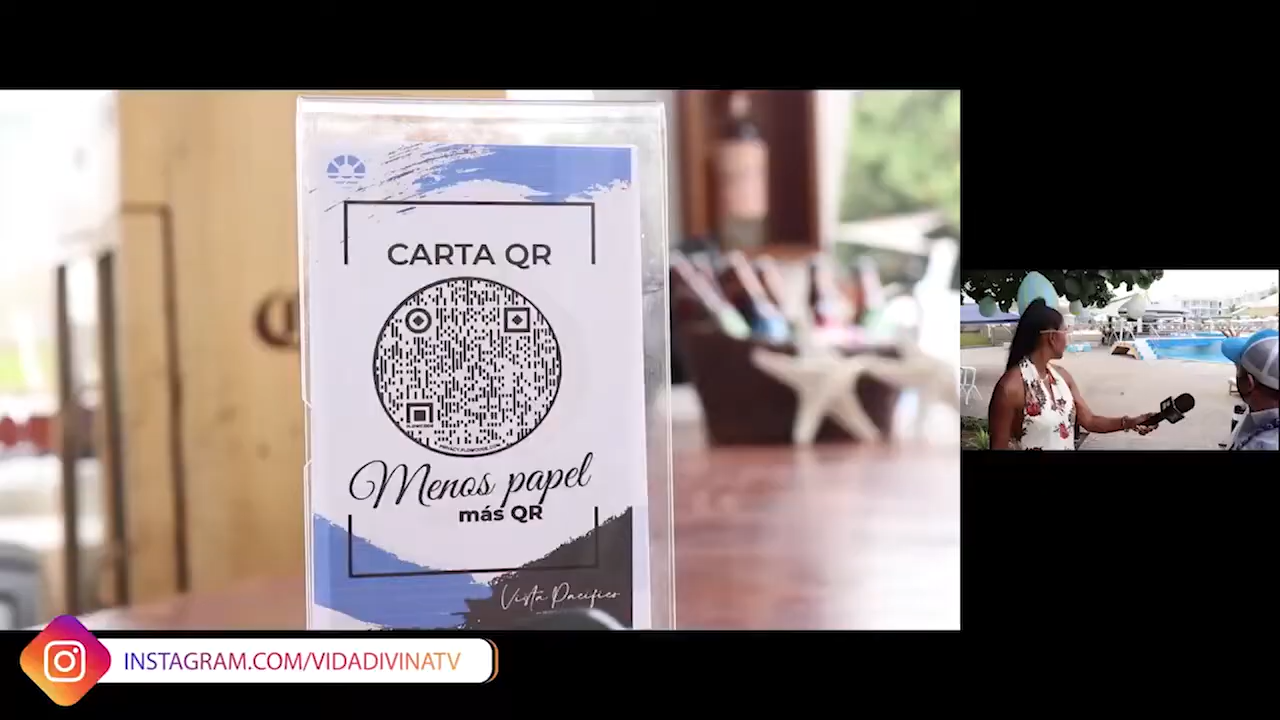 CARTA QR
Menos papel
más QR
Vista Pacifico
INSTAGRAM.COM/VIDADIVINATV